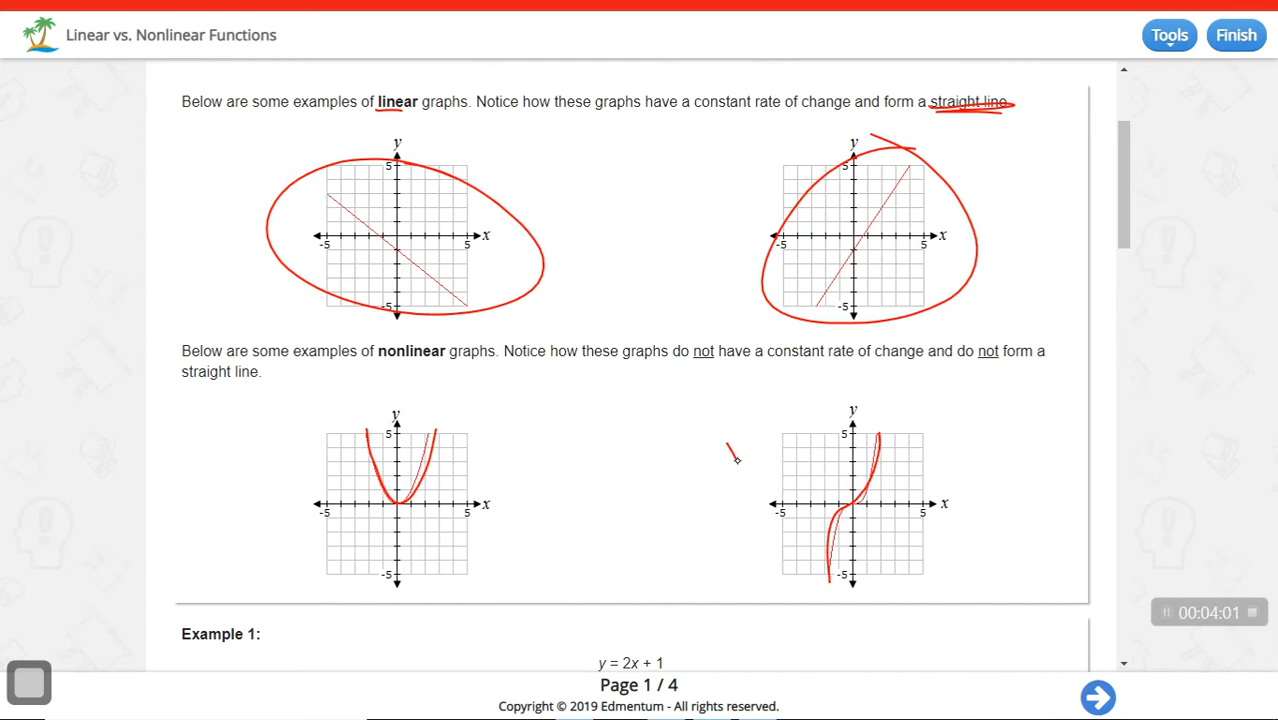 Linear vs. Nonlinear Functions
Tools
Finish
Below are some examples of linear graphs. Notice how these graphs have a constant rate of change and form a straight line.
y
5
-5
5
x
-5
y
5
-5
5
x
-5
Below are some examples of nonlinear graphs. Notice how these graphs do not have a constant rate of change and do not form a
straight line.
y
5
-5
5
x
-5
y
5
-5
5
x
-5
00:04:01
Example 1:
y = 2x + 1
Page 1 / 4
Copyright © 2019 Edmentum - All rights reserved.